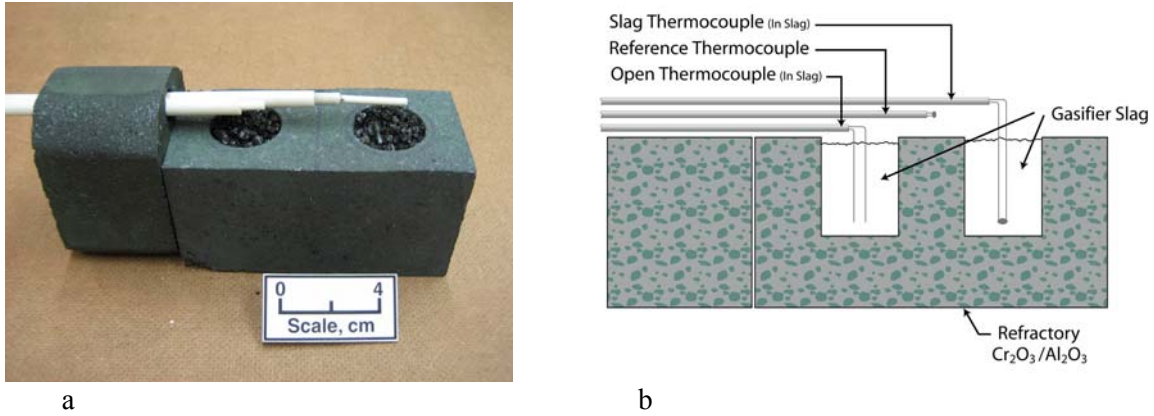 0 4
Scale, cm
a
Slag Thermocouple (In Slag)
Reference Thermocouple
Open Thermocouple (In Slag)
Gasifier Slag
Refractory
Cr₂O₃/Al₂O₃
b